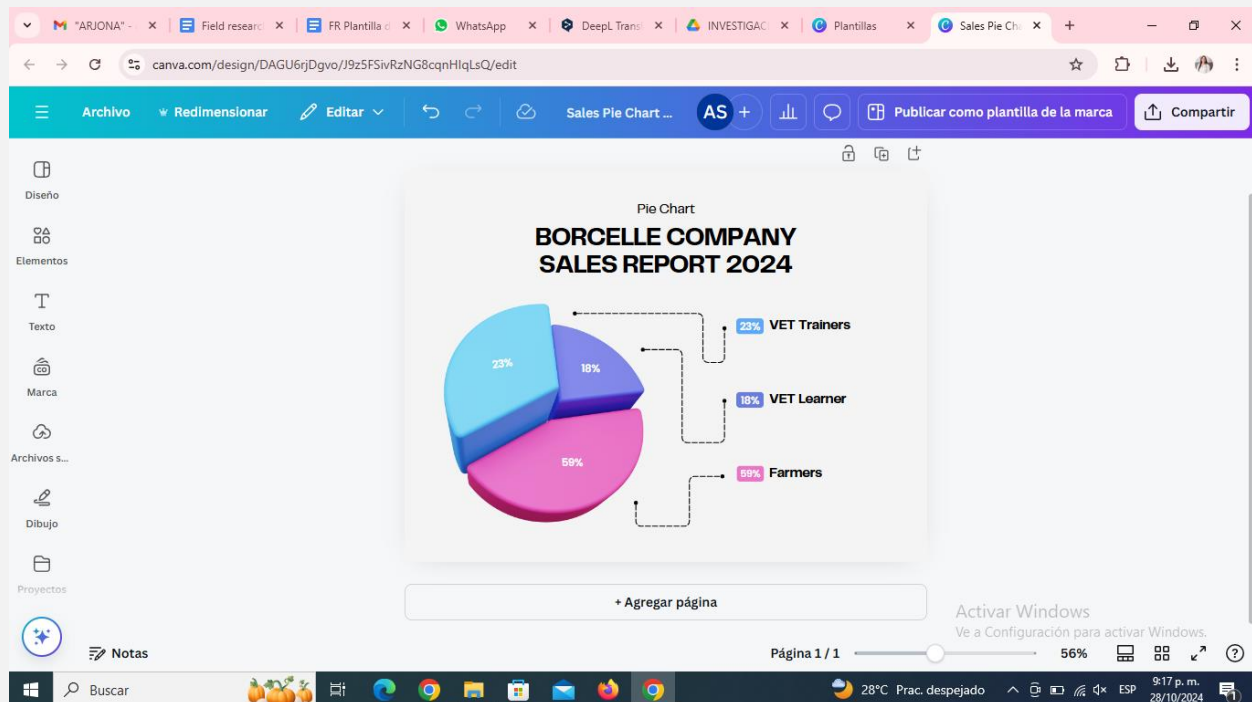 "ARJONA" -
Field researc
FR Plantilla d
WhatsApp
DeepL Trans
INVESTIGAC
Plantillas
Sales Pie Ch
canva.com/design/DAGU6rjDgvo/J9z5FSivRzNG8cqnHIqLsQ/edit
Archivo
Redimensionar
Editar
Sales Pie Chart ...
AS
Publicar como plantilla de la marca
Compartir
Diseño
Elementos
Texto
Marca
Archivos s...
Dibujo
Proyectos
Pie Chart
BORCELLE COMPANY
SALES REPORT 2024
23%
18%
59%
23% VET Trainers
18% VET Learner
59% Farmers
+ Agregar página
Activar Windows
Ve a Configuración para activar Windows.
Notas
Página 1 / 1
56%
Buscar
28°C Prac. despejado
ESP
9:17 p. m.
28/10/2024